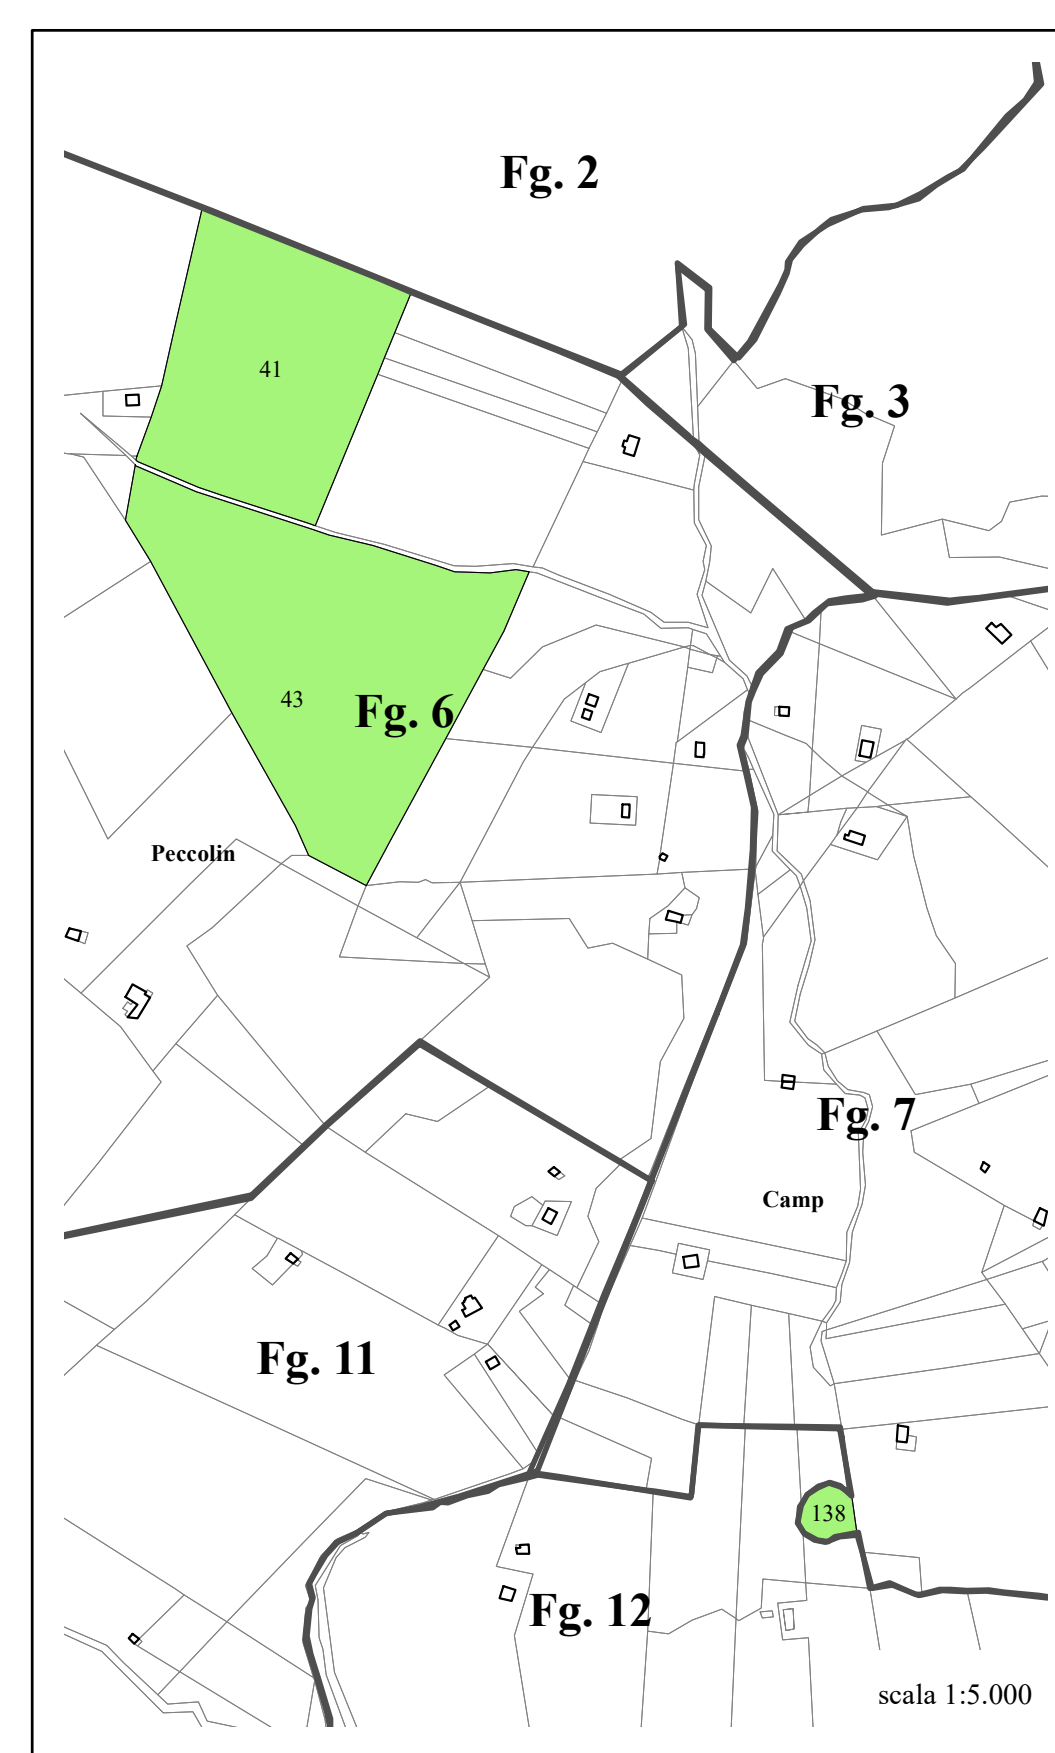 Fg. 2
41
Fg. 3
43
Fg. 6
Peccolin
Fg. 7
Camp
Fg. 11
138
Fg. 12
scala 1:5.000